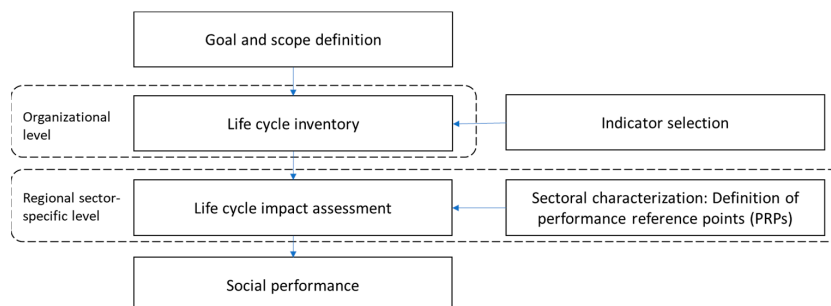 Goal and scope definition
Organizational
level
Life cycle inventory
Indicator selection
Regional sector-
specific level
Life cycle impact assessment
Sectoral characterization: Definition of
performance reference points (PRPs)
Social performance